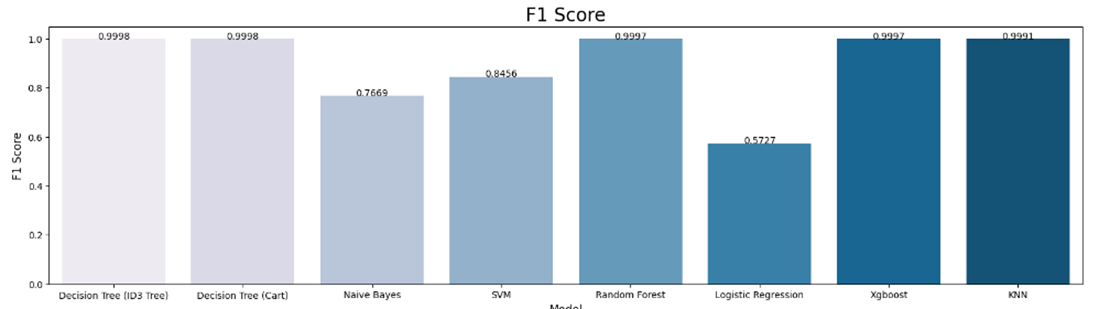 F1 Score
0.9998 0.9998 0.7669 0.8456 0.9997 0.5727 0.9997 0.9991
1.0
0.8
0.6
0.4
0.2
0.0
F1 Score
Decision Tree (ID3 Tree) Decision Tree (Cart) Naive Bayes SVM Random Forest Logistic Regression Xgboost KNN
Model